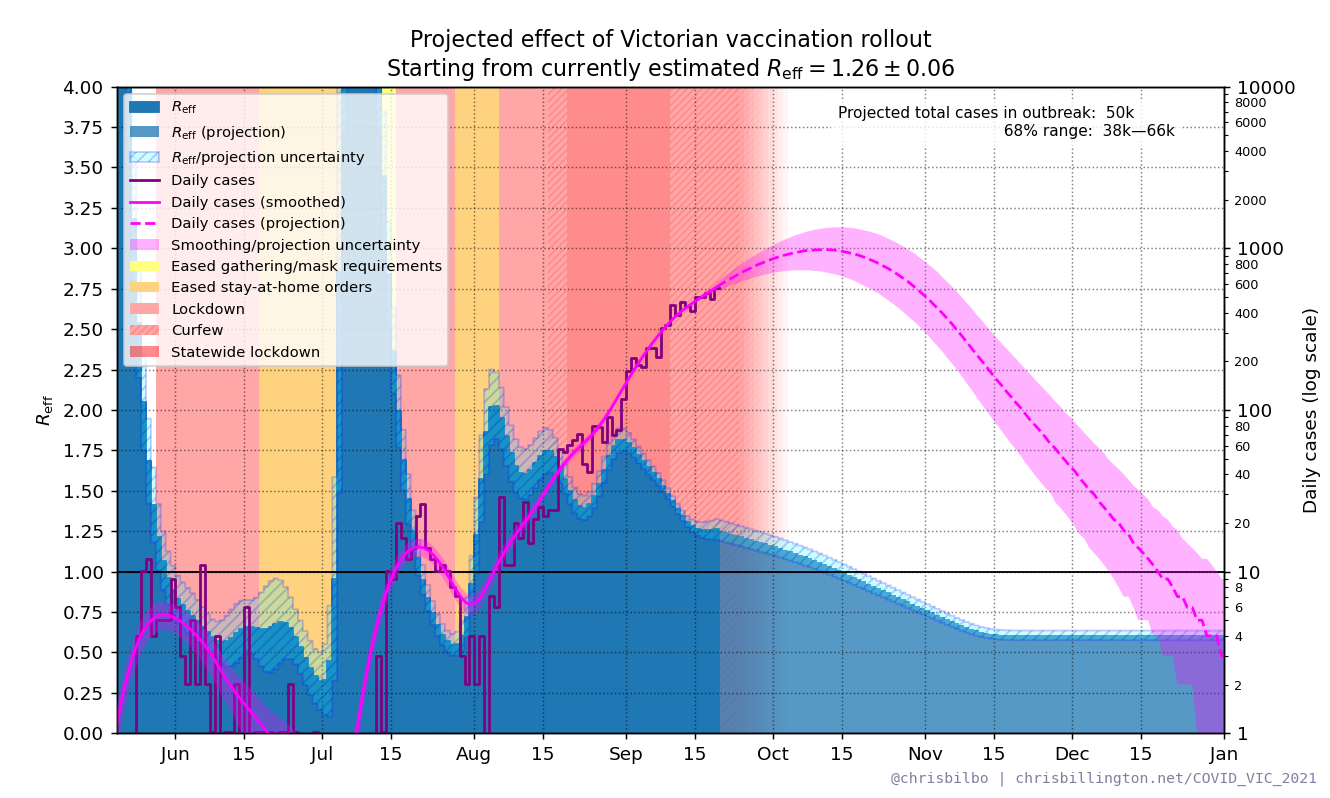 Projected effect of Victorian vaccination rollout
Starting from currently estimated R_eff = 1.26 ± 0.06
Projected total cases in outbreak: 50k
68% range: 38k—66k
R_eff
R_eff (projection)
R_eff/projection uncertainty
Daily cases
Daily cases (smoothed)
Daily cases (projection)
Smoothing/projection uncertainty
Eased gathering/mask requirements
Eased stay-at-home orders
Lockdown
Curfew
Statewide lockdown
R_eff
4.00
3.75
3.50
3.25
3.00
2.75
2.50
2.25
2.00
1.75
1.50
1.25
1.00
0.75
0.50
0.25
0.00
10000
8000
6000
4000
2000
1000
800
600
400
200
100
80
60
40
20
10
8
6
4
2
1
Daily cases (log scale)
Jun 15 Jul 15 Aug 15 Sep 15 Oct 15 Nov 15 Dec 15 Jan
@chrisbilbo | chrisbillington.net/COVID_VIC_2021